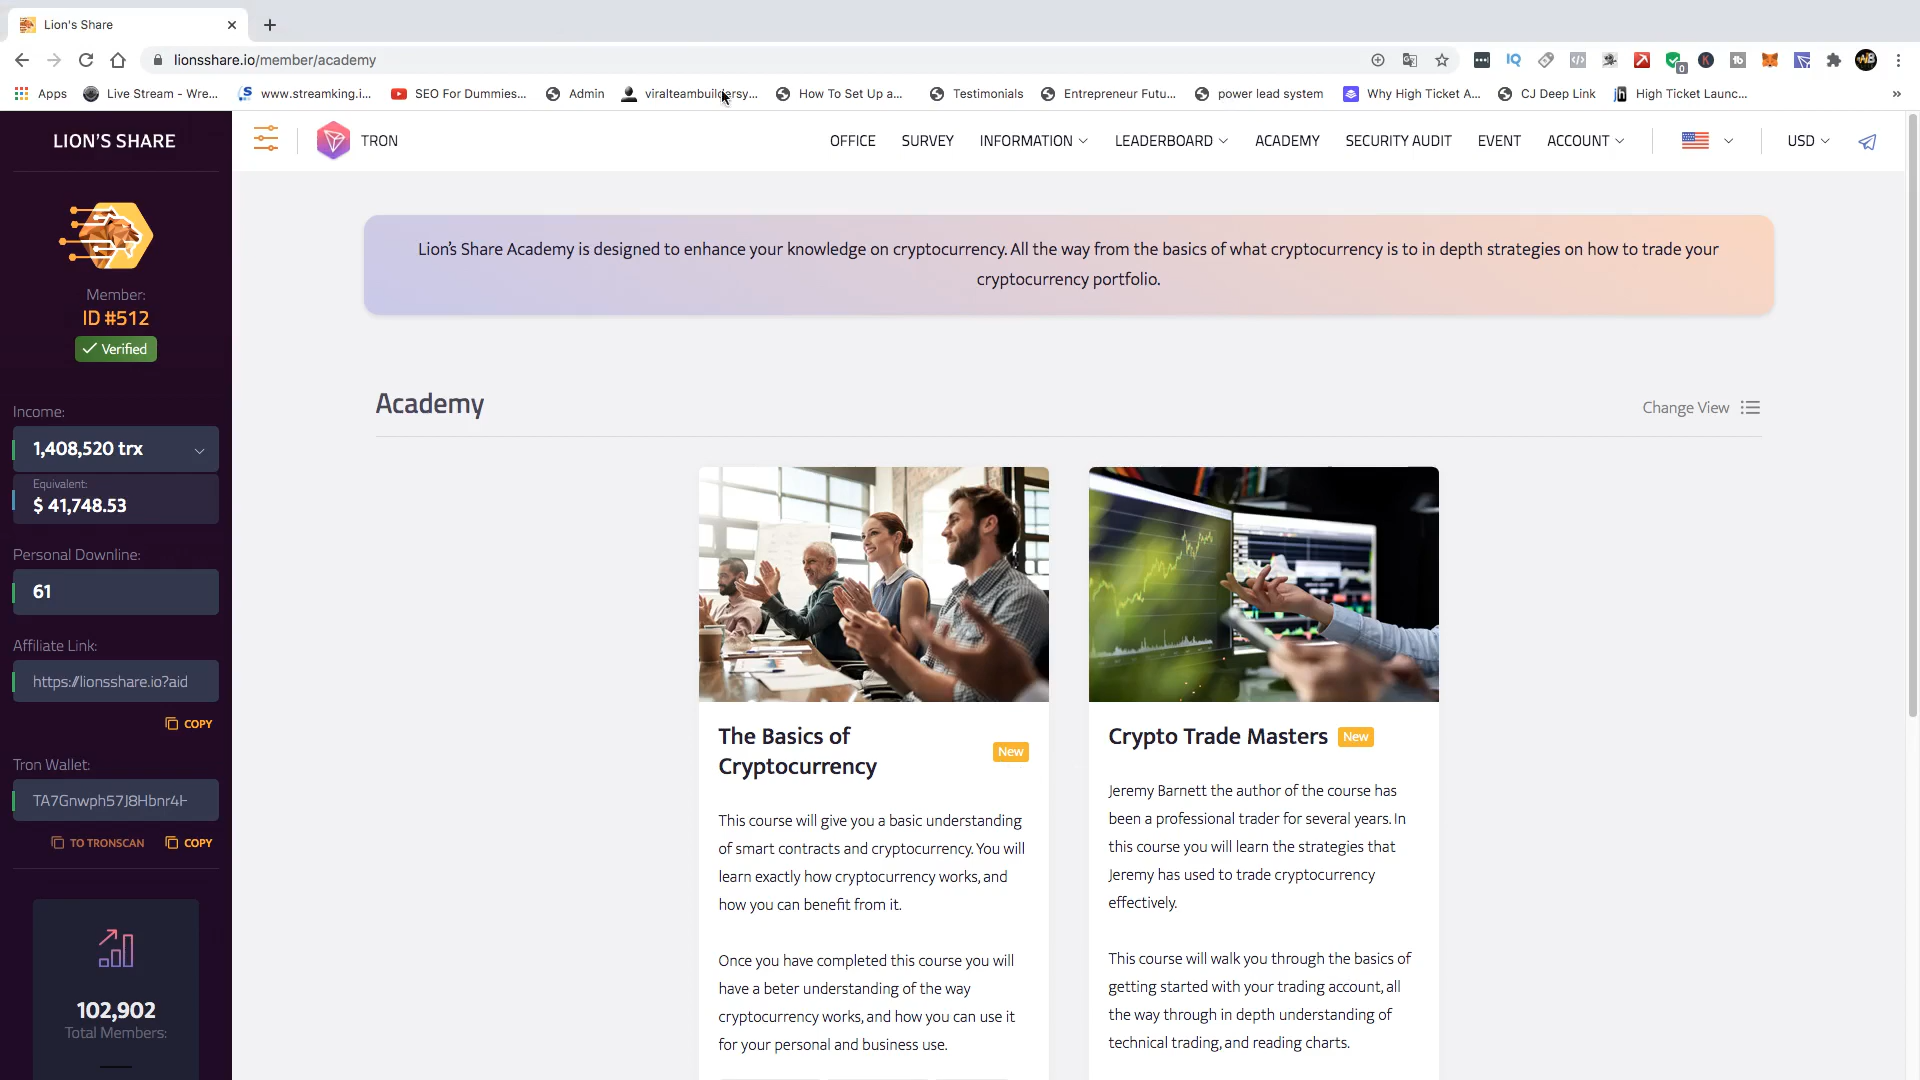 Lion's Share
lionsshare.io/member/academy
0
Apps
Live Stream - Wre...
www.streamking.i...
SEO For Dummies...
Admin
viralteambuildersy...
How To Set Up a...
Testimonials
Entrepreneur Futu...
power lead system
Why High Ticket A...
CJ Deep Link
High Ticket Launc...
LION'S SHARE
TRON
OFFICE
SURVEY
INFORMATION
LEADERBOARD
ACADEMY
SECURITY AUDIT
EVENT
ACCOUNT
USD
Member:
ID #512
Verified
Income:
1,408,520 trx
Equivalent:
$ 41,748.53
Personal Downline:
61
Affiliate Link:
https://lionsshare.io?aid
COPY
Tron Wallet:
TA7Gnwph57J8Hbnr4H
TO TRONSCAN
COPY
102,902
Total Members:
Lion's Share Academy is designed to enhance your knowledge on cryptocurrency. All the way from the basics of what cryptocurrency is to in depth strategies on how to trade your
cryptocurrency portfolio.
Academy
Change View
The Basics of
Cryptocurrency
New
This course will give you a basic understanding
of smart contracts and cryptocurrency. You will
learn exactly how cryptocurrency works, and
how you can benefit from it.
Once you have completed this course you will
have a beter understanding of the way
cryptocurrency works, and how you can use it
for your personal and business use.
Crypto Trade Masters
New
Jeremy Barnett the author of the course has
been a professional trader for several years. In
this course you will learn the strategies that
Jeremy has used to trade cryptocurrency
effectively.
This course will walk you through the basics of
getting started with your trading account, all
the way through in depth understanding of
technical trading, and reading charts.